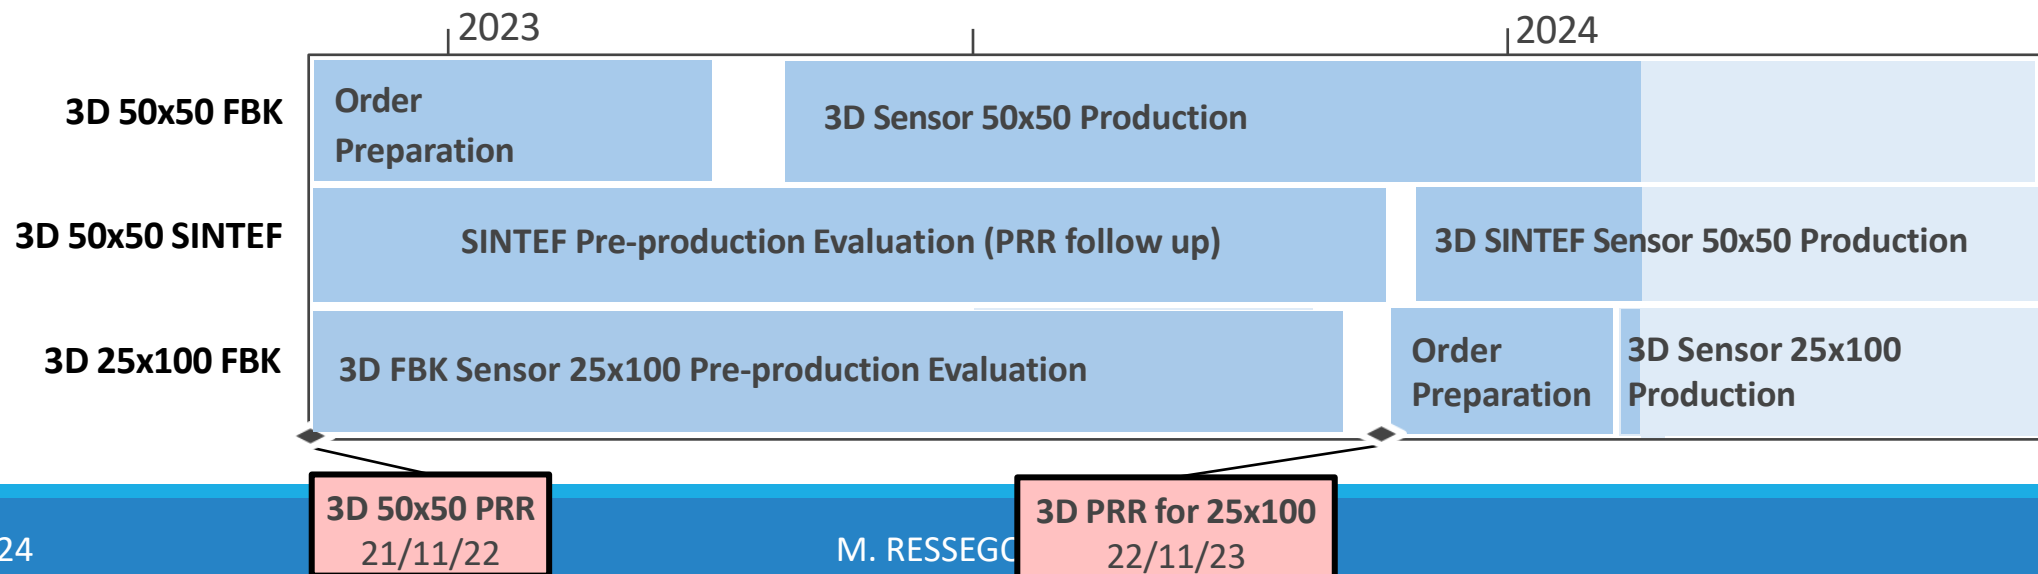 2023
2024
3D 50x50 FBK
Order
Preparation
3D Sensor 50x50 Production
3D 50x50 SINTEF
SINTEF Pre-production Evaluation (PRR follow up)
3D SINTEF Sensor 50x50 Production
3D 25x100 FBK
3D FBK Sensor 25x100 Pre-production Evaluation
Order
Preparation
3D Sensor 25x100
Production
3D 50x50 PRR
21/11/22
3D PRR for 25x100
22/11/23
24
M. RESSEGO